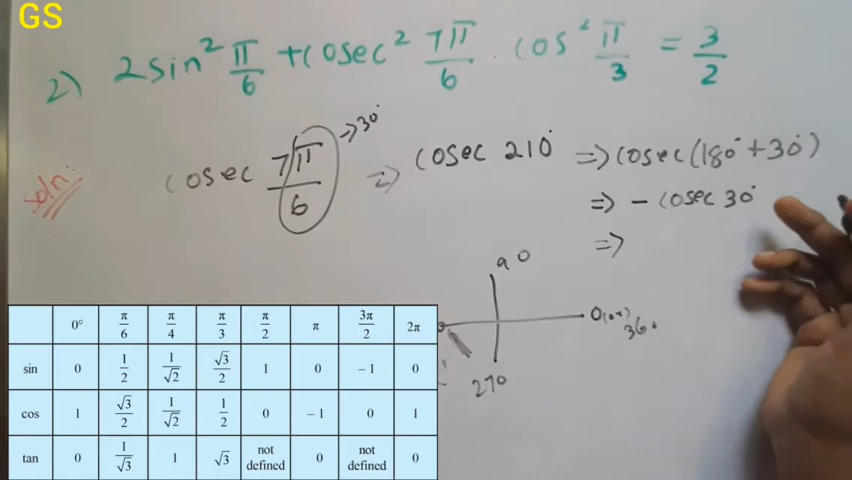 GS
2) 2sin² π/6 + cosec² 7π/6 . cos² π/3 = 3/2
Soln:
cosec 7π/6 → 30° => cosec 210° => cosec(180° + 30°)
=> - cosec 30°
=>
90
0(or)
360
270
0° π/6 π/4 π/3 π/2 π 3π/2 2π
sin 0 1/2 1/√2 √3/2 1 0 -1 0
cos 1 √3/2 1/√2 1/2 0 -1 0 1
tan 0 1/√3 1 √3 not defined 0 not defined 0